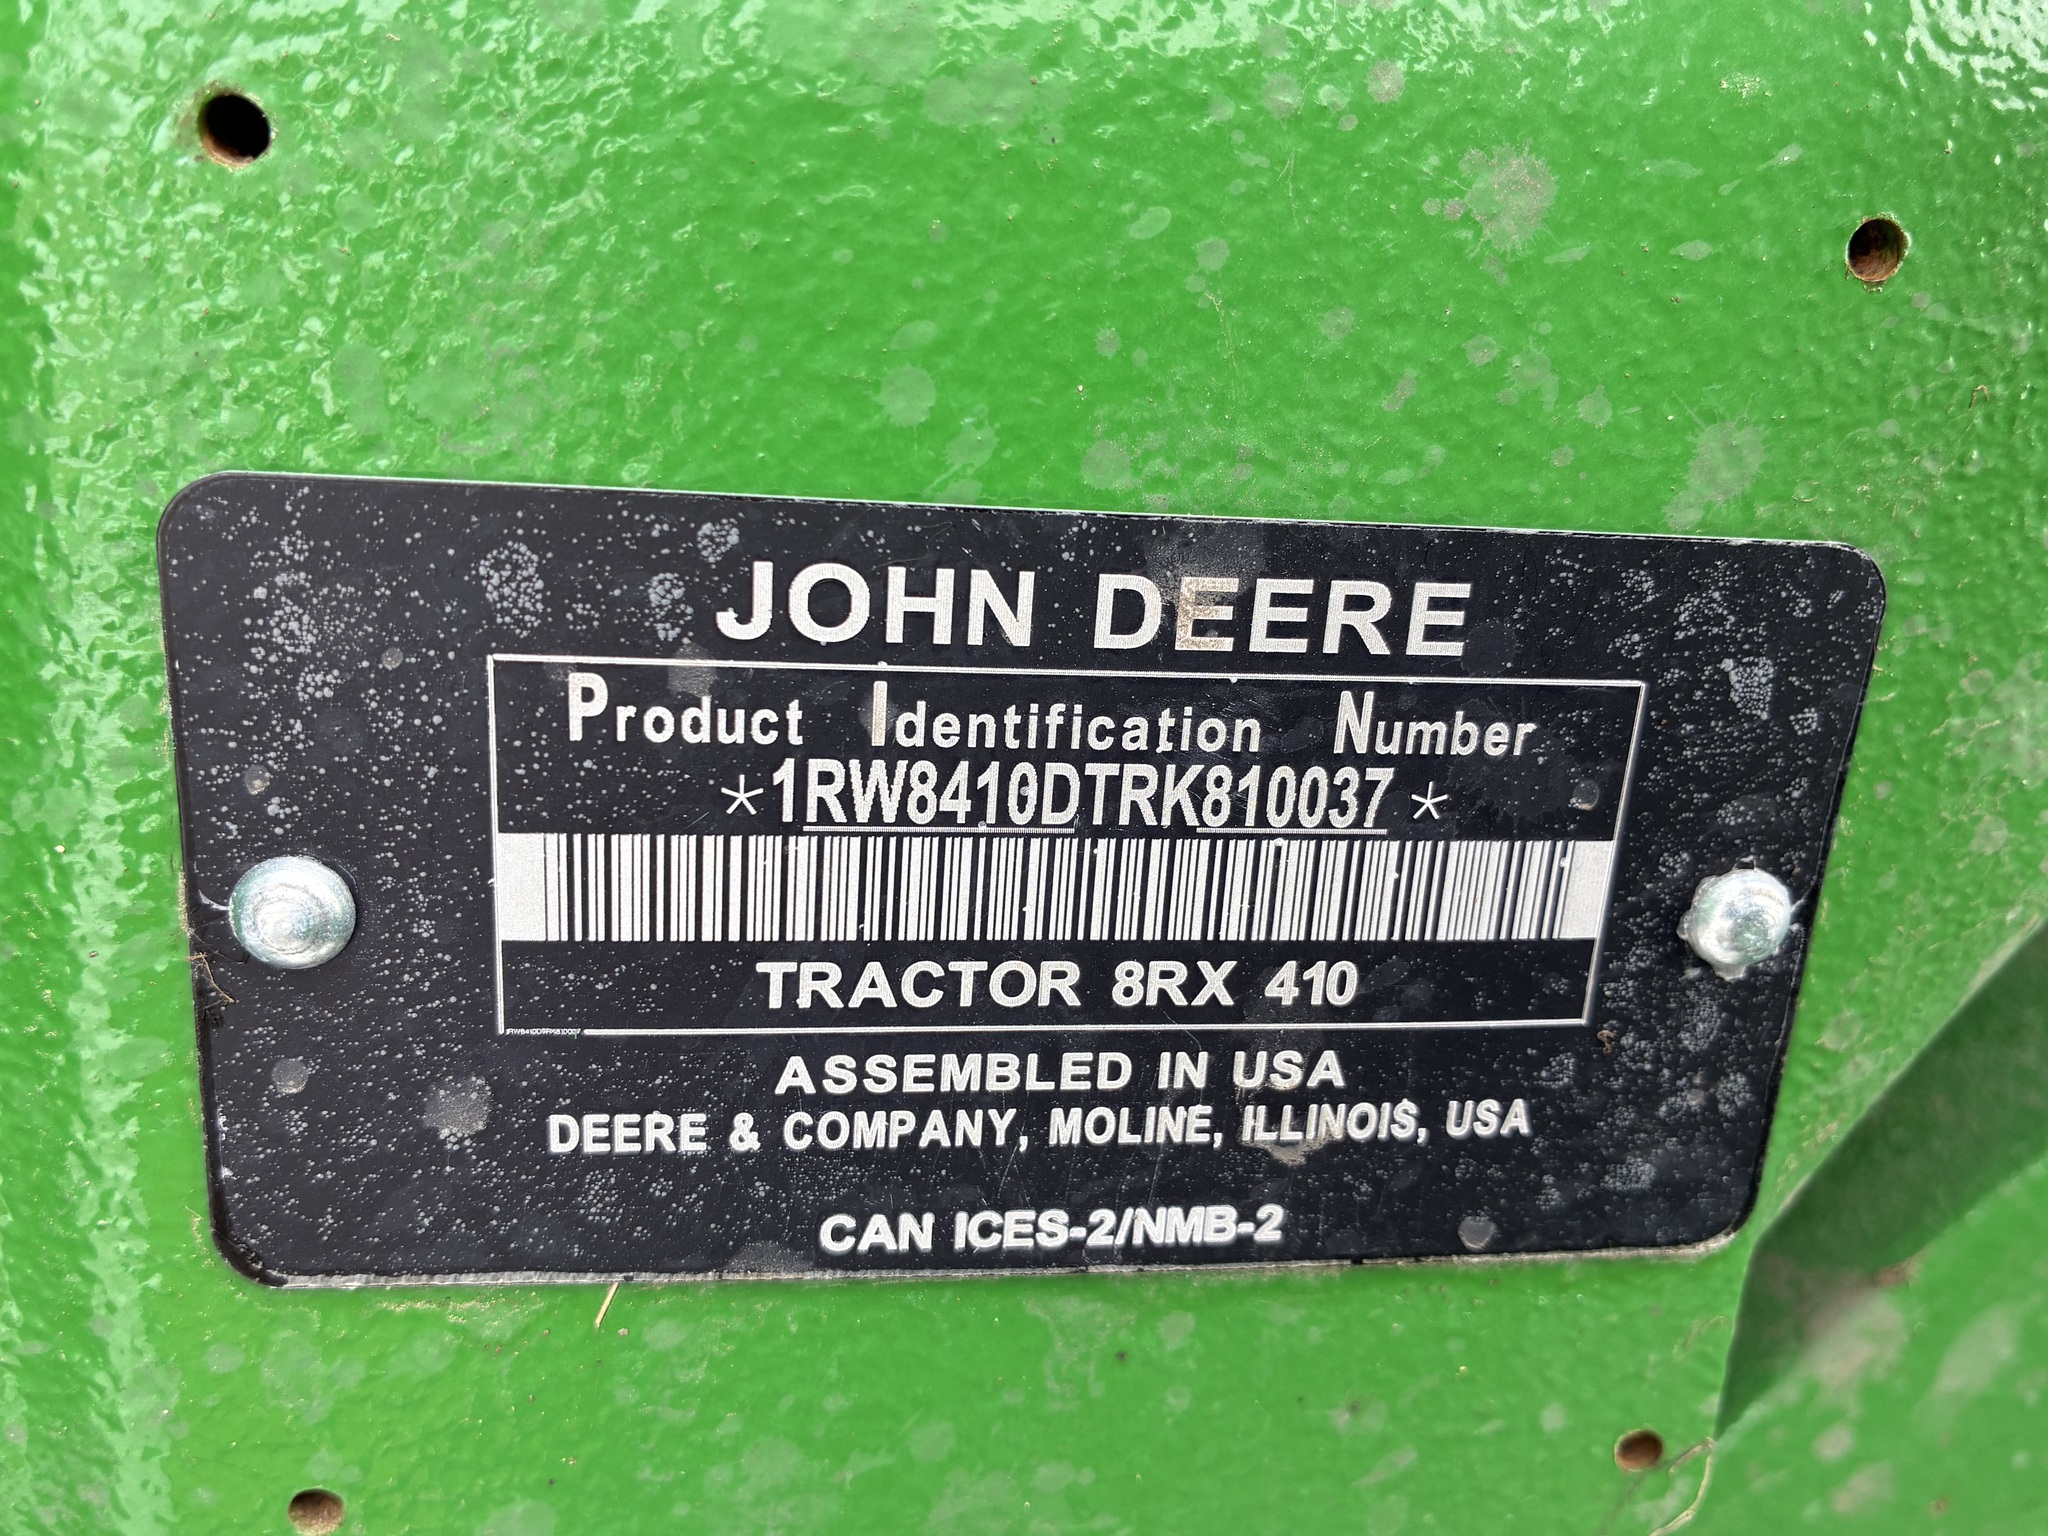 JOHN DEERE
Product Identification Number
*1RW8410DTRK810037*
TRACTOR 8RX 410
1RW8410DTRK810037
ASSEMBLED IN USA
DEERE & COMPANY, MOLINE, ILLINOIS, USA
CAN ICES-2/NMB-2